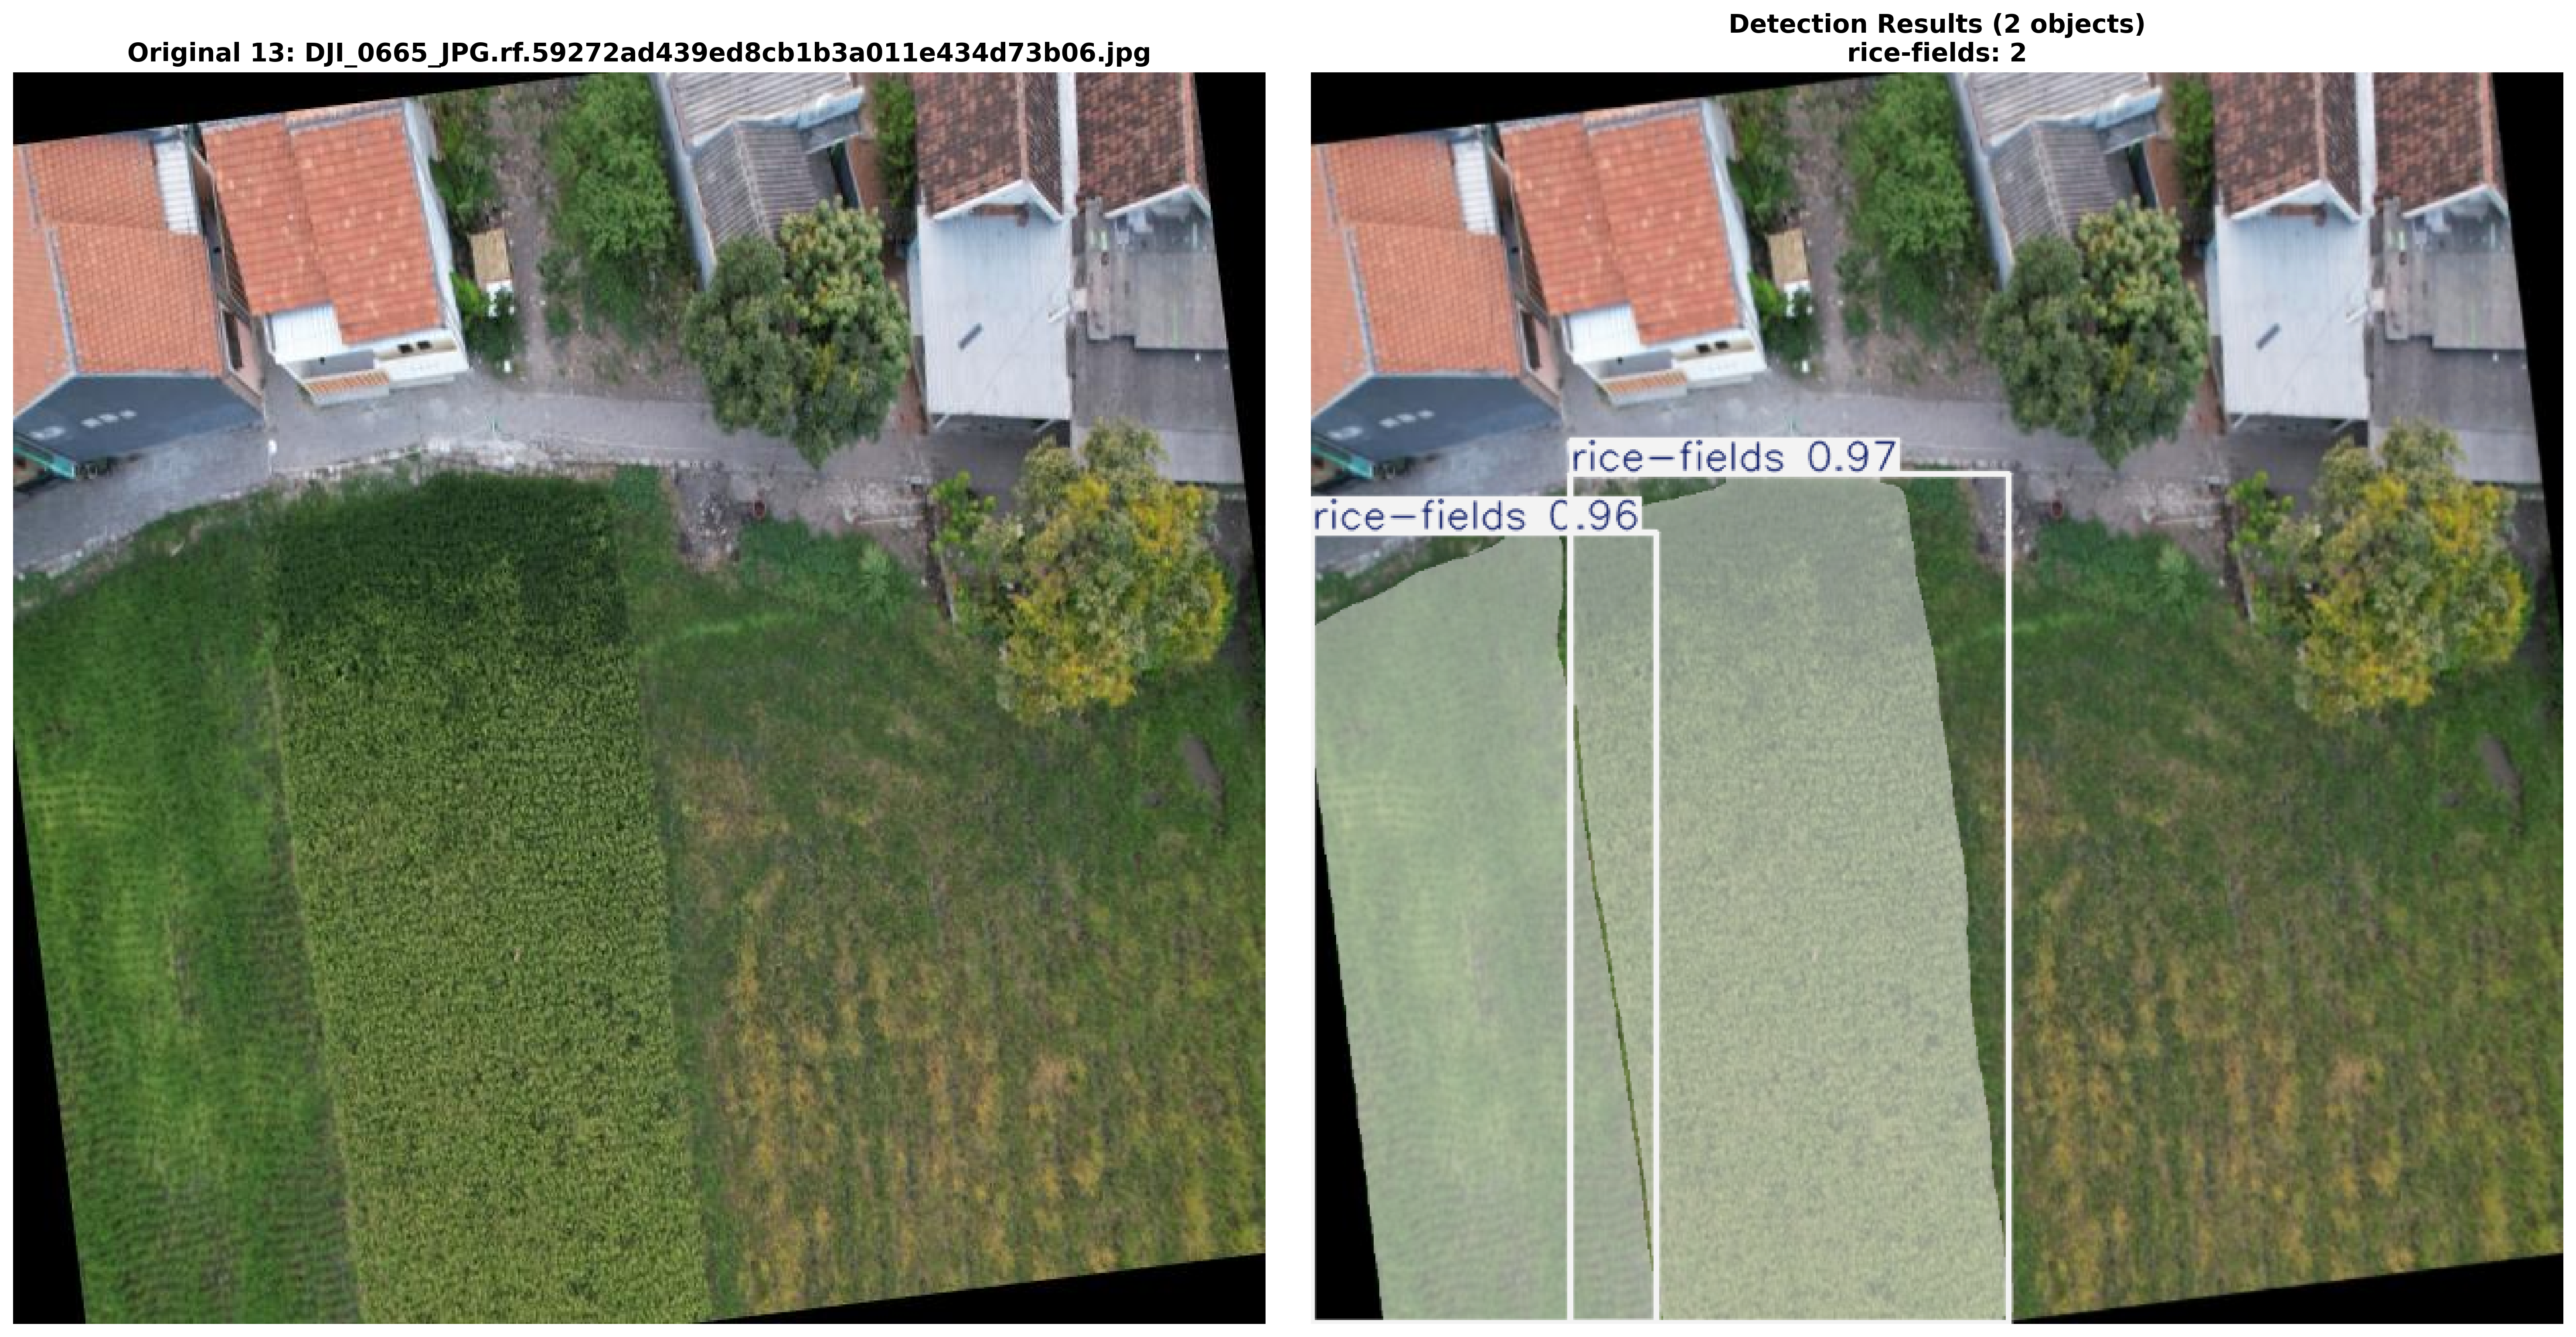 Original 13: DJI_0665_JPG.rf.59272ad439ed8cb1b3a011e434d73b06.jpg
Detection Results (2 objects)
rice-fields: 2
rice-fields 0.97
rice-fields 0.96